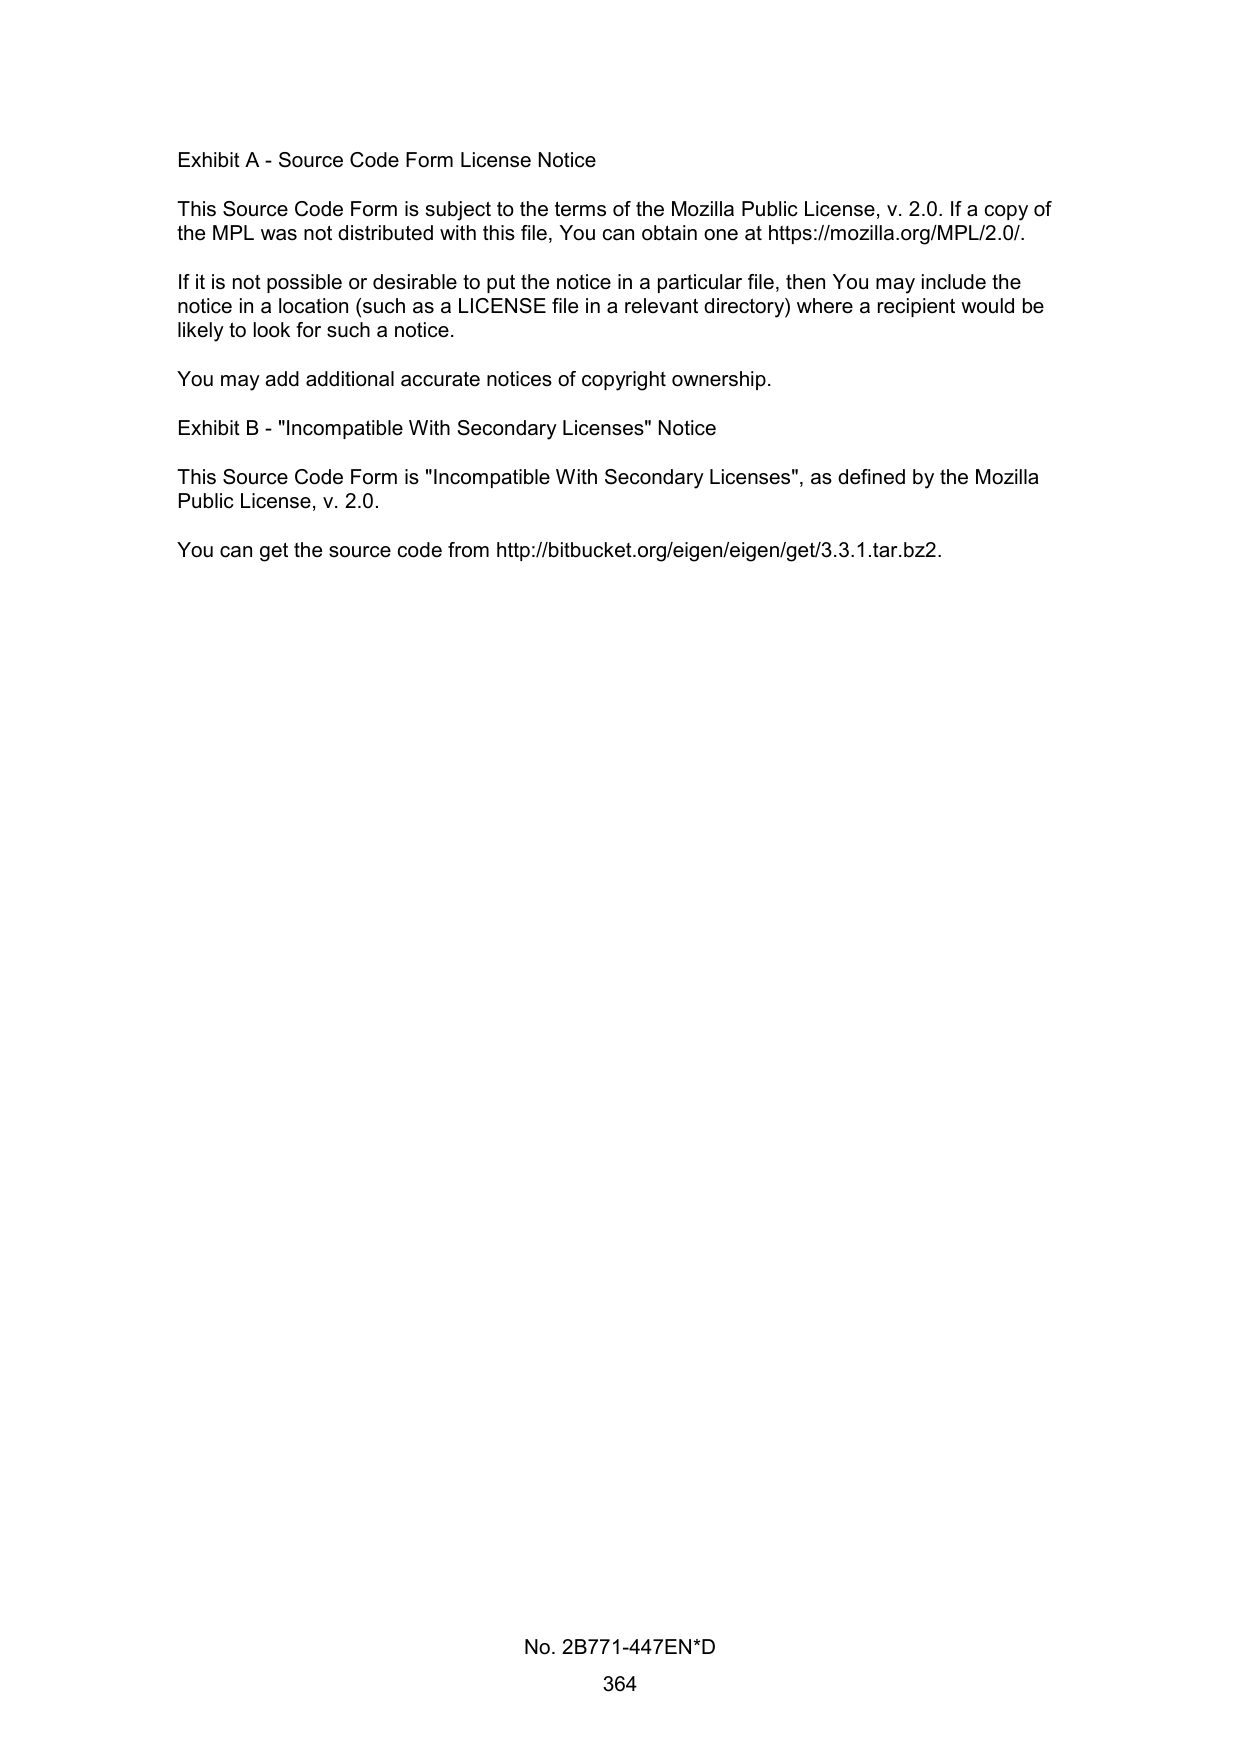 Exhibit A - Source Code Form License Notice
This Source Code Form is subject to the terms of the Mozilla Public License, v. 2.0. If a copy of
the MPL was not distributed with this file, You can obtain one at https://mozilla.org/MPL/2.0/.
If it is not possible or desirable to put the notice in a particular file, then You may include the
notice in a location (such as a LICENSE file in a relevant directory) where a recipient would be
likely to look for such a notice.
You may add additional accurate notices of copyright ownership.
Exhibit B - "Incompatible With Secondary Licenses" Notice
This Source Code Form is "Incompatible With Secondary Licenses", as defined by the Mozilla
Public License, v. 2.0.
You can get the source code from http://bitbucket.org/eigen/eigen/get/3.3.1.tar.bz2.
No. 2B771-447EN*D
364